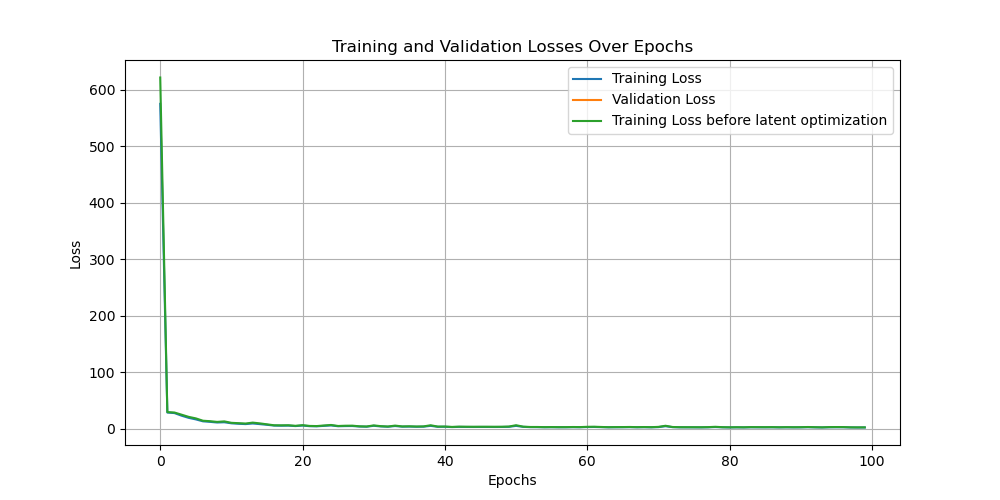 Training and Validation Losses Over Epochs
Training Loss
Validation Loss
Training Loss before latent optimization
Loss
600
500
400
300
200
100
0
0 20 40 60 80 100
Epochs